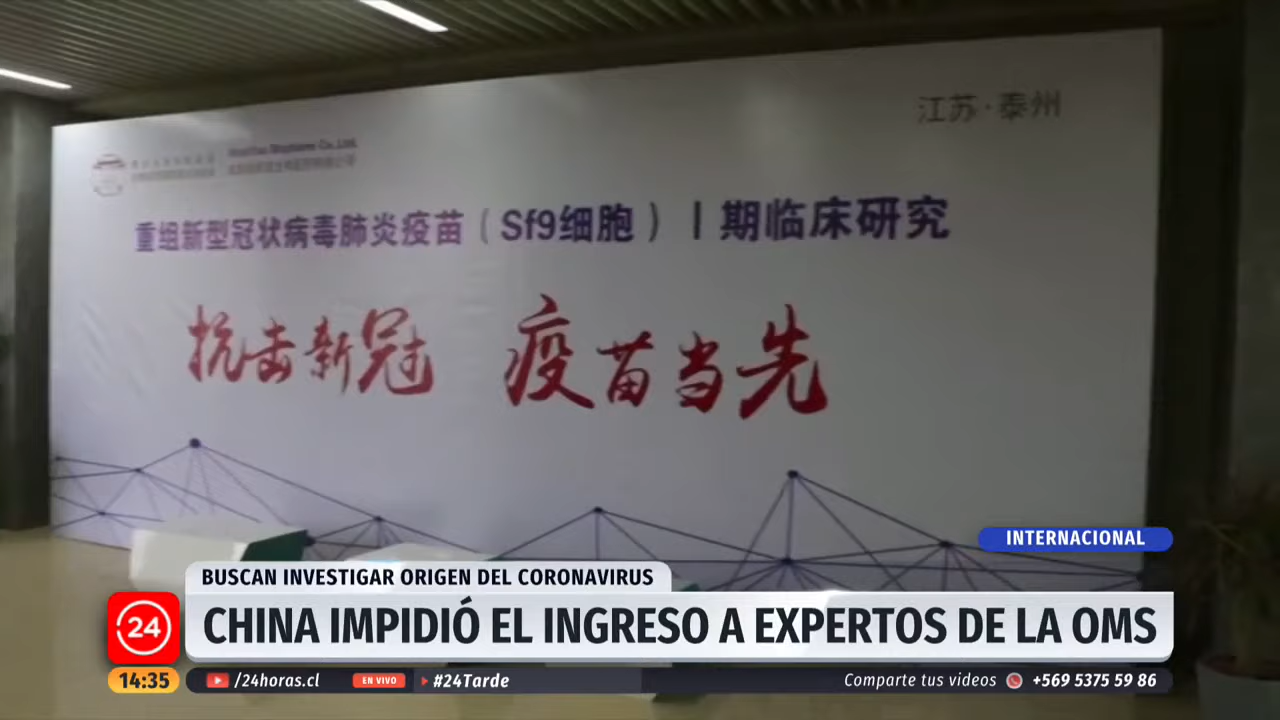 江苏·泰州
重组新型冠状病毒肺炎疫苗（Sf9细胞）I期临床研究
抗击新冠 疫苗当先
INTERNACIONAL
BUSCAN INVESTIGAR ORIGEN DEL CORONAVIRUS
24
CHINA IMPIDIÓ EL INGRESO A EXPERTOS DE LA OMS
14:35 /24horas.cl EN VIVO #24Tarde Comparte tus videos +569 5375 59 86